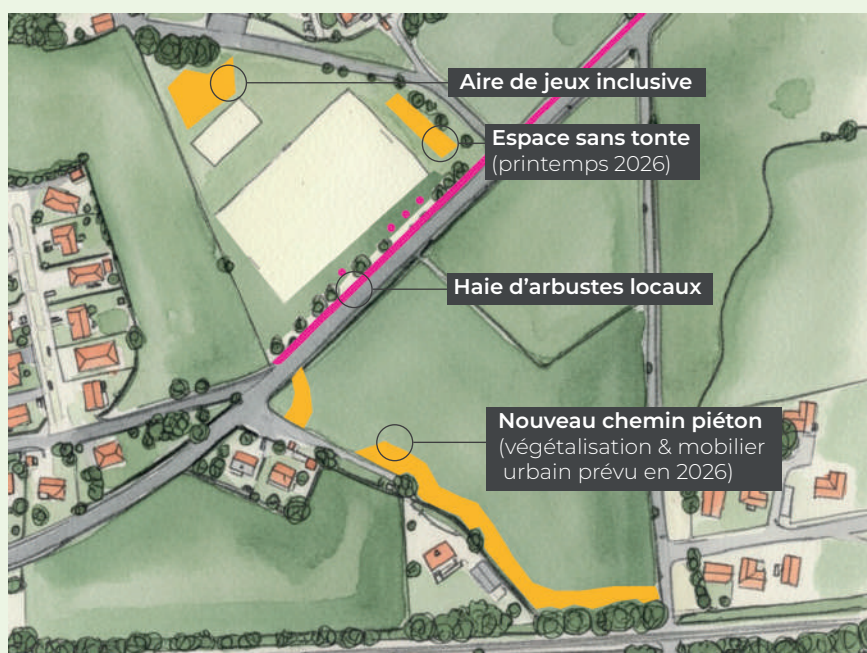 Aire de jeux inclusive
Espace sans tonte
(printemps 2026)
Haie d'arbustes locaux
Nouveau chemin piéton
(végétalisation & mobilier
urbain prévu en 2026)